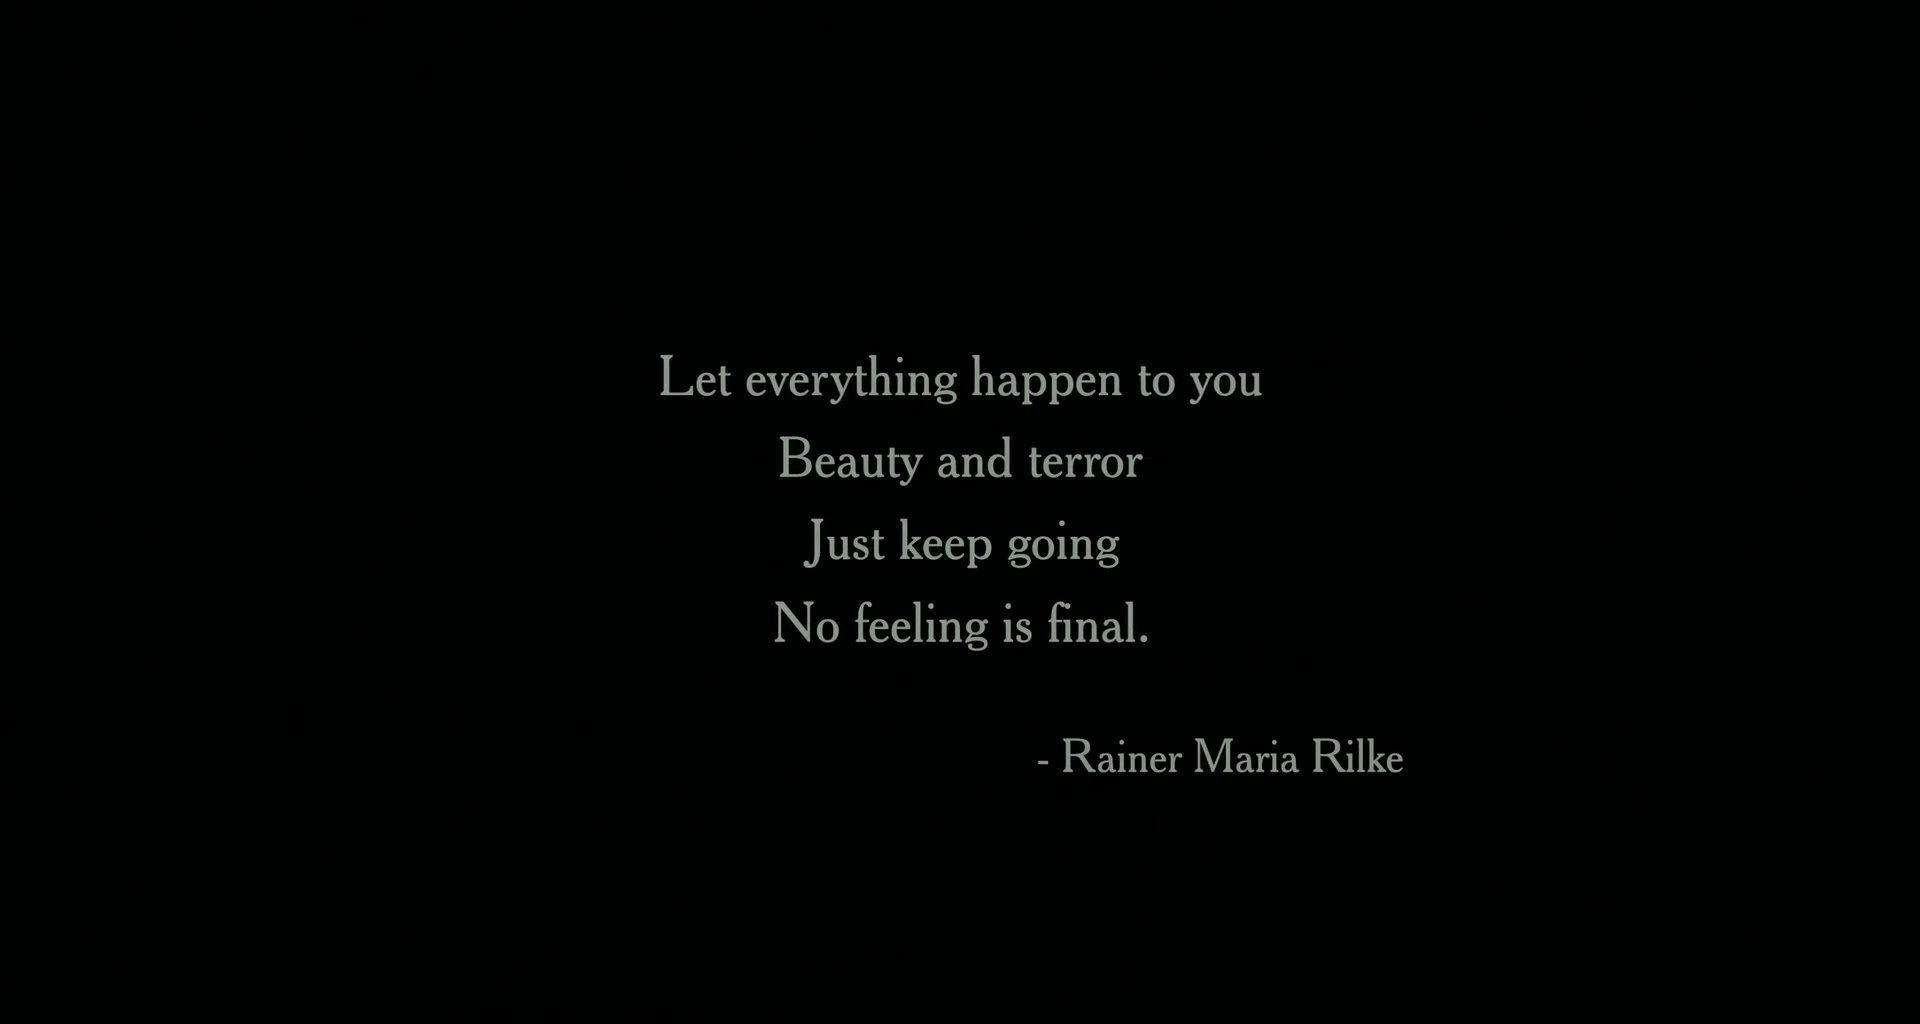 Let everything happen to you
Beauty and terror
Just keep going
No feeling is final.
- Rainer Maria Rilke